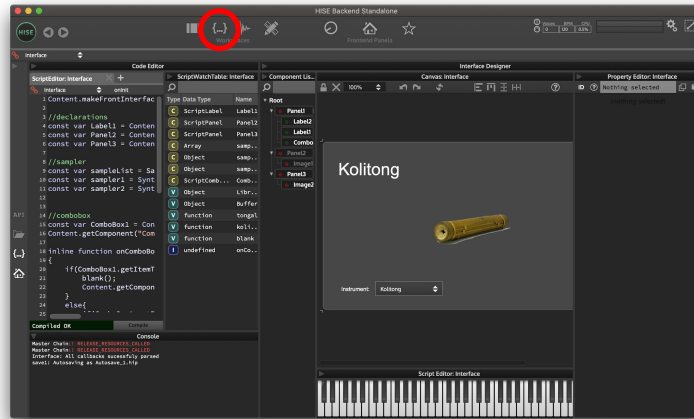 HISE Backend Standalone
HISE
{...}
Workspaces
Frontend Panels
Voices BPM CPU
Interface
Code Editor
Interface Designer
ScriptEditor: Interface
ScriptWatchTable: Interface
Component Lis...
Canvas: Interface
Property Editor: Interface
Interface
onInit
100%
ID
Nothing selected
Type Data Type Name
1 Content.makeFrontInterfac
2
3 //declarations
4 const var Label1 = Conten
5 const var Panel2 = Conten
6 const var Panel3 = Conten
7
8 //sampler
9 const var sampleList = Sa
10 const var sampler1 = Synt
11 const var sampler2 = Synt
12
13
14 //combobox
15 const var ComboBox1 = Con
16 Content.getComponent("Com
17
18 inline function onComboBo
19 {
20 if(ComboBox1.getItemT
21 blank();
22 Content.getCompon
23 }
24 else{
25
C ScriptLabel Label1
C ScriptPanel Panel2
C ScriptPanel Panel3
C Array samp..
C Object samp..
C Object samp..
C ScriptComb... Comb..
V Object Libr..
V Object Buffer
V function tongal
V function koli..
V function blank
I undefined onCo..
Root
Panel1
Label2
Label1
Combo
Panel2
Image1
Panel3
Image2
API
{...}
Kolitong
Instrument Kolitong
Compiled OK
Compile
Console
Master Chain:! RELEASE_RESOURCES_CALLED
Master Chain:! RELEASE_RESOURCES_CALLED
Interface: All callbacks sucessfuly parsed
save1: Autosaving as Autosave_1.hip
Script Editor: Interface